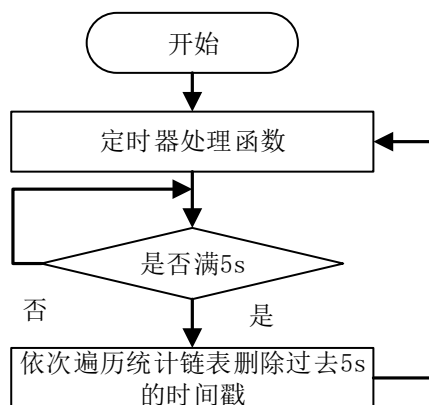 开始
定时器处理函数
是否满5s
否
是
依次遍历统计链表删除过去5s
的时间戳